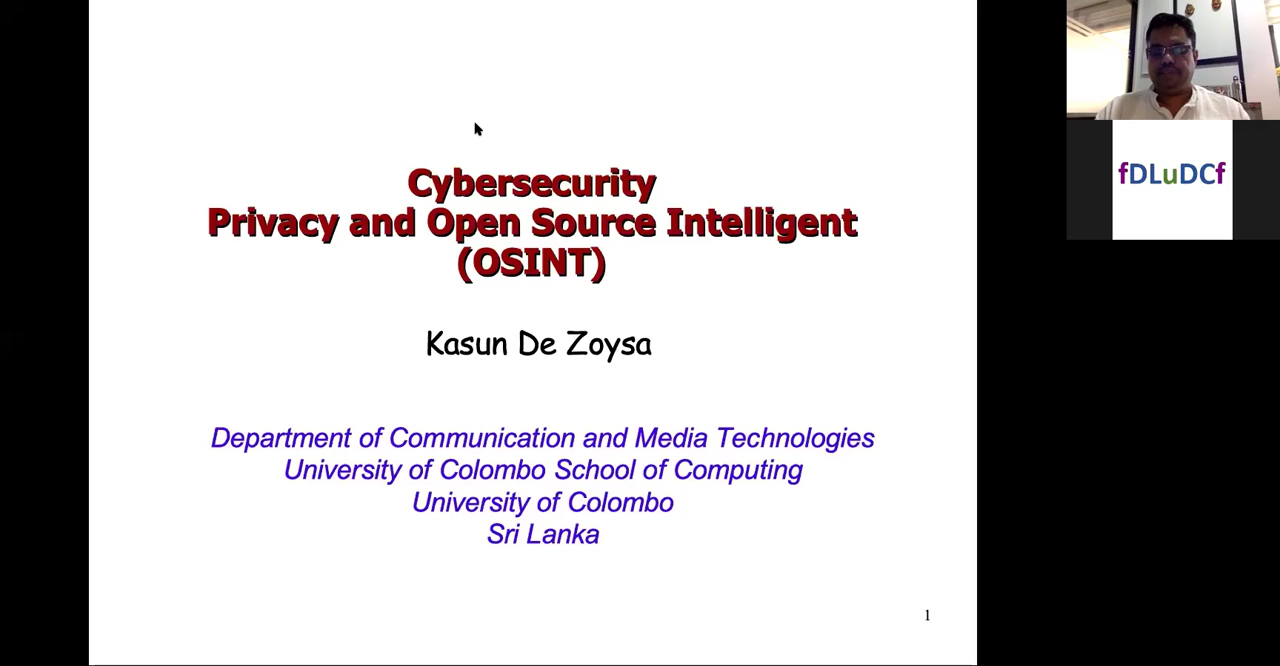 Cybersecurity
Privacy and Open Source Intelligent
(OSINT)
Kasun De Zoysa
Department of Communication and Media Technologies
University of Colombo School of Computing
University of Colombo
Sri Lanka
1
fDLuDCf